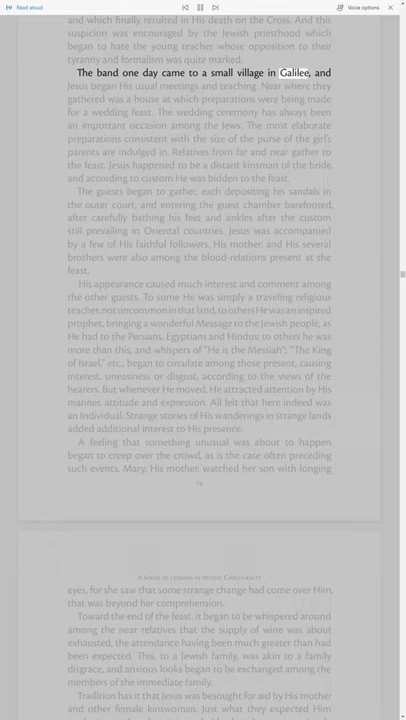 Read aloud
Voice options
and which finally resulted in His death on the Cross. And this
suspicion was encouraged by the Jewish priesthood which
began to hate the young teacher whose opposition to their
tyranny and formalism was quite marked.
The band one day came to a small village in Galilee, and
Jesus began His usual meetings and teaching. Near where they
gathered was a house at which preparations were being made
for a wedding feast. The wedding ceremony has always been
an important occasion among the Jews. The most elaborate
preparations consistent with the size of the purse of the girl's
parents are indulged in. Relatives from far and near gather to
the feast. Jesus happened to be a distant kinsman of the bride,
and according to custom He was bidden to the feast.
The guests began to gather, each depositing his sandals in
the outer court, and entering the guest chamber barefooted,
after carefully bathing his feet and ankles after the custom
still prevailing in Oriental countries. Jesus was accompanied
by a few of His faithful followers. His mother, and His several
brothers were also among the blood-relations present at the
feast.
His appearance caused much interest and comment among
the other guests. To some He was simply a traveling religious
teacher, not uncommon in that land, to others He was an inspired
prophet, bringing a wonderful Message to the Jewish people, as
He had to the Persians, Egyptians and Hindus; to others he was
more than this, and whispers of "He is the Messiah"; "The King
of Israel," etc., began to circulate among those present, causing
interest, uneasiness or disgust, according to the views of the
hearers. But whenever He moved, He attracted attention by His
manner, attitude and expression. All felt that here indeed was
an Individual. Strange stories of His wanderings in strange lands
added additional interest to His presence.
A feeling that something unusual was about to happen
began to creep over the crowd, as is the case often preceding
such events. Mary, His mother, watched her son with longing
A Series of Lessons in Mystic Christianity
eyes, for she saw that some strange change had come over Him,
that was beyond her comprehension.
Toward the end of the feast, it began to be whispered around
among the near relatives that the supply of wine was about
exhausted, the attendance having been much greater than had
been expected. This, to a Jewish family, was akin to a family
disgrace, and anxious looks began to be exchanged among the
members of the immediate family.
Tradition has it that Jesus was besought for aid by His mother
and other female kinswoman. Just what they expected Him